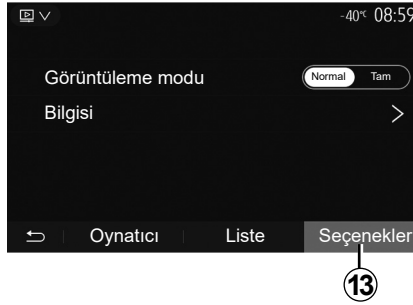 -40°C 08:59
Görüntüleme modu Normal Tam
Bilgisi
Oynatıcı Liste Seçenekler
13